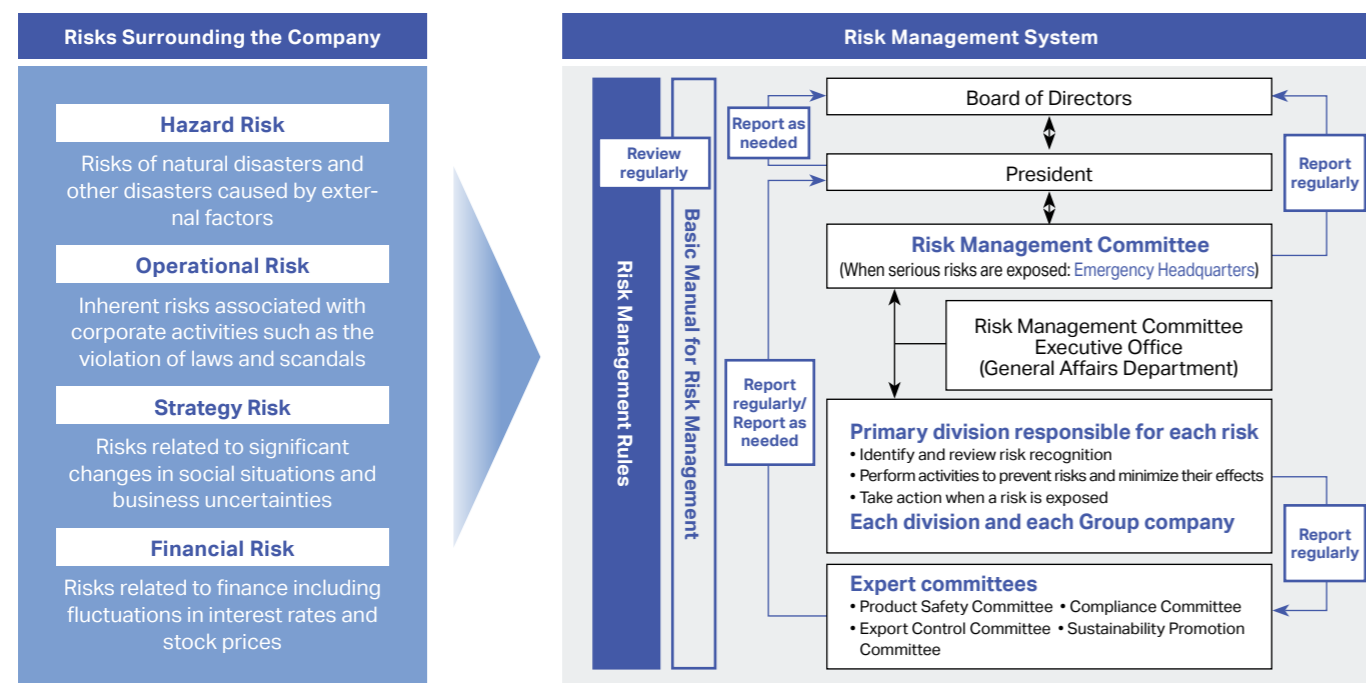 Risks Surrounding the Company
Hazard Risk
Risks of natural disasters and
other disasters caused by exter-
nal factors
Operational Risk
Inherent risks associated with
corporate activities such as the
violation of laws and scandals
Strategy Risk
Risks related to significant
changes in social situations and
business uncertainties
Financial Risk
Risks related to finance including
fluctuations in interest rates and
stock prices
Risk Management System
Risk Management Rules
Basic Manual for Risk Management
Review
regularly
Report as
needed
Board of Directors
President
Report
regularly
Risk Management Committee
(When serious risks are exposed: Emergency Headquarters)
Risk Management Committee
Executive Office
(General Affairs Department)
Report
regularly/
Report as
needed
Primary division responsible for each risk
• Identify and review risk recognition
• Perform activities to prevent risks and minimize their effects
• Take action when a risk is exposed
Each division and each Group company
Report
regularly
Expert committees
• Product Safety Committee • Compliance Committee
• Export Control Committee • Sustainability Promotion
Committee